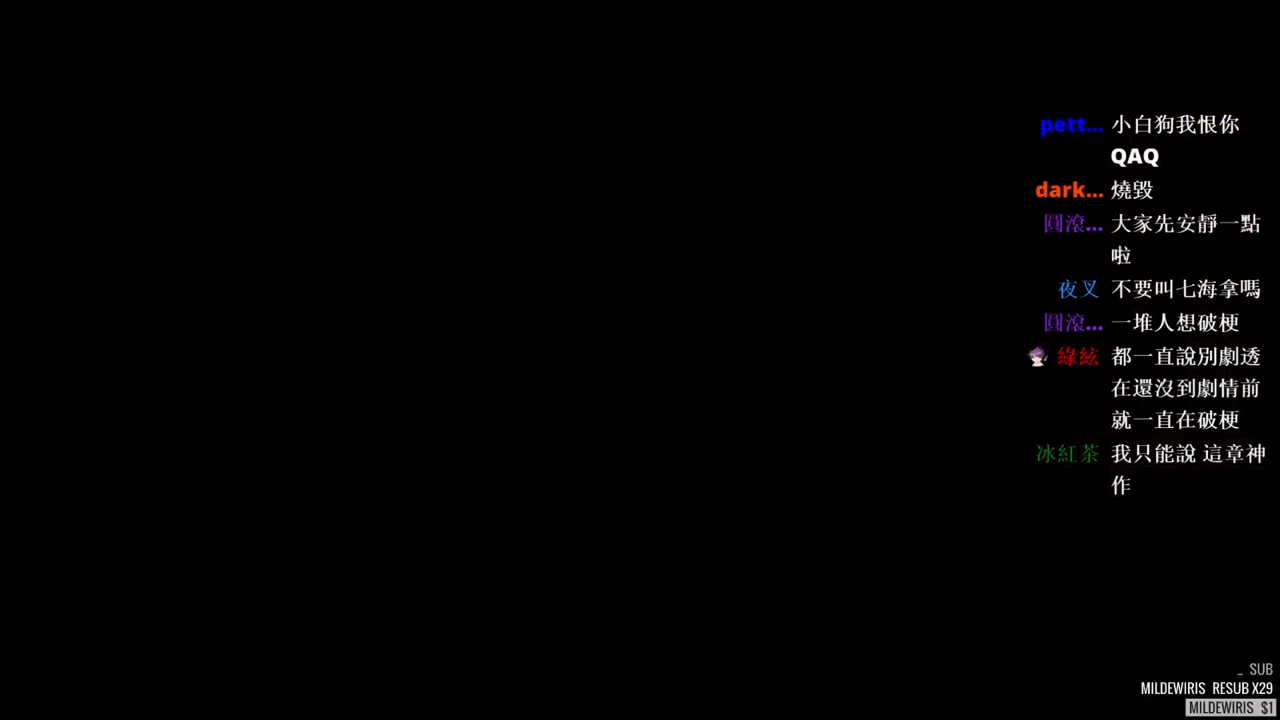 pett... 小白狗我恨你
QAQ
dark... 燒毀
圓滾... 大家先安靜一點
啦
夜叉 不要叫七海拿嗎
圓滾... 一堆人想破梗
綠絃 都一直說別劇透
在還沒到劇情前
就一直在破梗
冰紅茶 我只能說 這章神
作
_ SUB
MILDEWIRIS RESUB X29
MILDEWIRIS $1